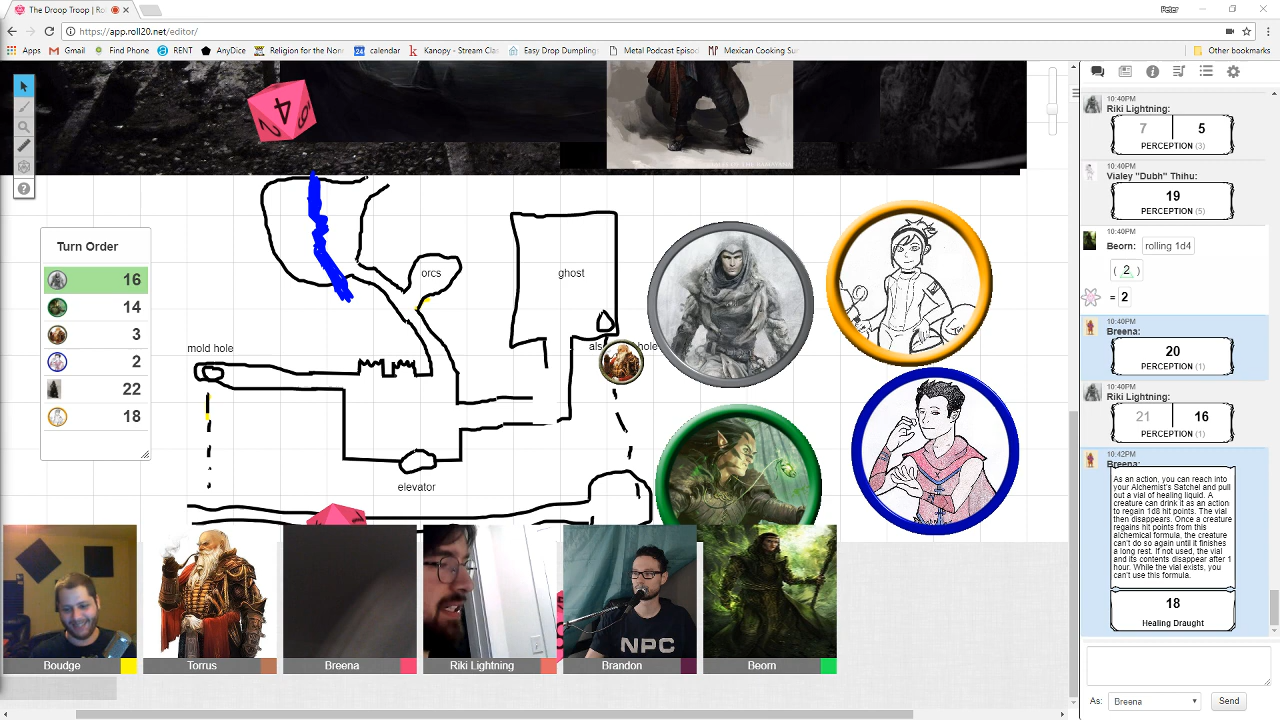 The Droop Troop | Ro
Peter
https://app.roll20.net/editor/
Apps
Gmail
Find Phone
RENT
AnyDice
Religion for the Non
calendar
Kanopy - Stream Cla
Easy Drop Dumpling
Metal Podcast Episod
Mexican Cooking Sur
Other bookmarks
4
2
Turn Order
16
14
3
2
22
18
orcs
ghost
mold hole
als
hole
elevator
Boudge
Torrus
Breena
Riki Lightning
NPC
Brandon
Beorn
10:40PM
Riki Lightning:
7 5
PERCEPTION (3)
10:40PM
Vialey "Dubh" Thihu:
19
PERCEPTION (5)
10:40PM
Beorn: rolling 1d4
( 2 )
= 2
10:40PM
Breena:
20
PERCEPTION (1)
10:40PM
Riki Lightning:
21 16
PERCEPTION (1)
10:42PM
Breena:
As an action, you can reach into
your Alchemist's Satchel and pull
out a vial of healing liquid. A
creature can drink it as an action
to regain 1d8 hit points. The vial
then disappears. Once a creature
regains hit points from this
alchemical formula, the creature
can't do so again until it finishes
a long rest. If not used, the vial
and its contents disappear after 1
hour. While the vial exists, you
can't use this formula.
18
Healing Draught
As: Breena
Send